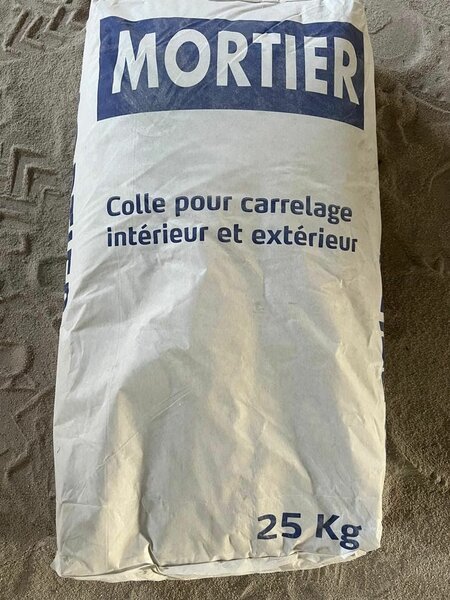 MORTIER
Colle pour carrelage
intérieur et extérieur
25 Kg